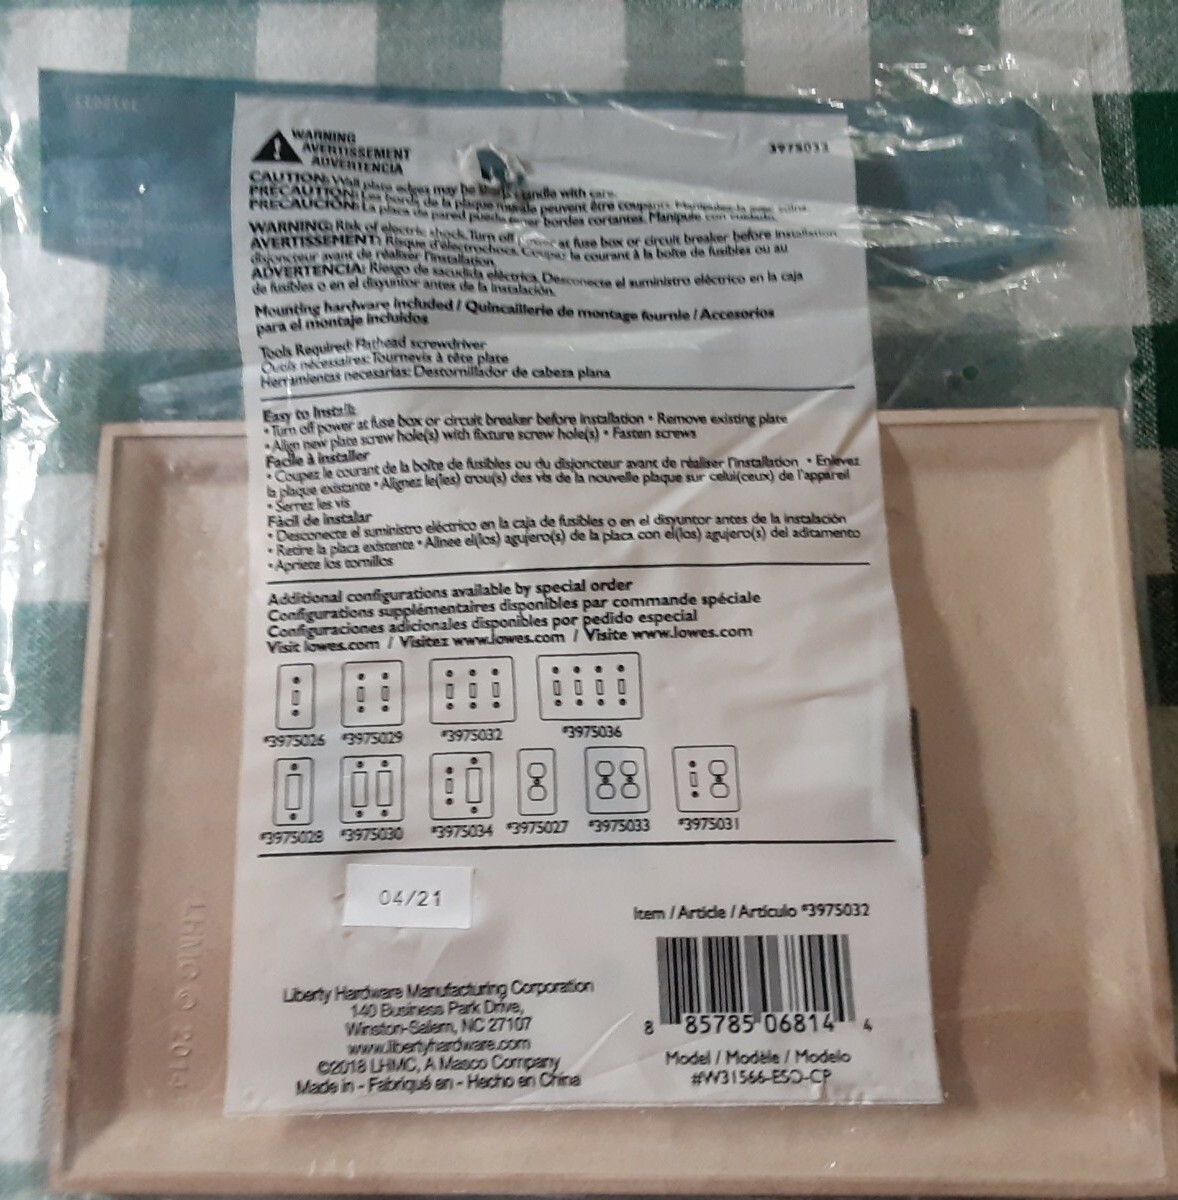 WARNING
AVERTISSEMENT
ADVERTENCIA
3975032
CAUTION: Wall plate edges may be sharp, handle with care.
PRÉCAUTION: Les bords de la plaque murale peuvent être coupants.
PRECAUCIÓN: La placa de pared puede tener bordes cortantes. Manipule con cuidado.
WARNING: Risk of electric shock. Turn off power at fuse box or circuit breaker before installation.
AVERTISSEMENT: Risque d'électrochocs. Coupez le courant à la boîte de fusibles ou au
disjoncteur avant de réaliser l'installation.
ADVERTENCIA: Riesgo de sacudida eléctrica. Desconecte el suministro eléctrico en la caja
de fusibles o en el disyuntor antes de la instalación.
Mounting hardware included / Quincaillerie de montage fournie / Accesorios
para el montaje incluidos
Tools Required: Flathead screwdriver
Outils nécessaires: Tournevis à tête plate
Herramientas necesarias: Destornillador de cabeza plana
Easy to Install:
• Turn off power at fuse box or circuit breaker before installation • Remove existing plate
• Align new plate screw hole(s) with fixture screw hole(s) • Fasten screws
Facile à installer
• Coupez le courant de la boîte de fusibles ou du disjoncteur avant de réaliser l'installation • Enlevez
la plaque existante • Alignez le(les) trou(s) des vis de la nouvelle plaque sur celui(ceux) de l'appareil
• Serrez les vis
Fácil de instalar
• Desconecte el suministro eléctrico en la caja de fusibles o en el disyuntor antes de la instalación
• Retire la placa existente • Alinee el(los) agujero(s) de la placa con el(los) agujero(s) del aditamento
• Apriete los tornillos
Additional configurations available by special order
Configurations supplémentaires disponibles par commande spéciale
Configuraciones adicionales disponibles por pedido especial
Visit lowes.com / Visitez www.lowes.com / Visite www.lowes.com
#3975026 #3975029 #3975032 #3975036
#3975028 #3975030 #3975034 #3975027 #3975033 #3975031
04/21
Item / Article / Artículo #3975032
Liberty Hardware Manufacturing Corporation
140 Business Park Drive,
Winston-Salem, NC 27107
www.libertyhardware.com
©2018 LHMC, A Masco Company
Made in - Fabriqué en - Hecho en China
8 85785 06814 4
Model / Modèle / Modelo
#W31566-ESO-CP
LHMC © 2014